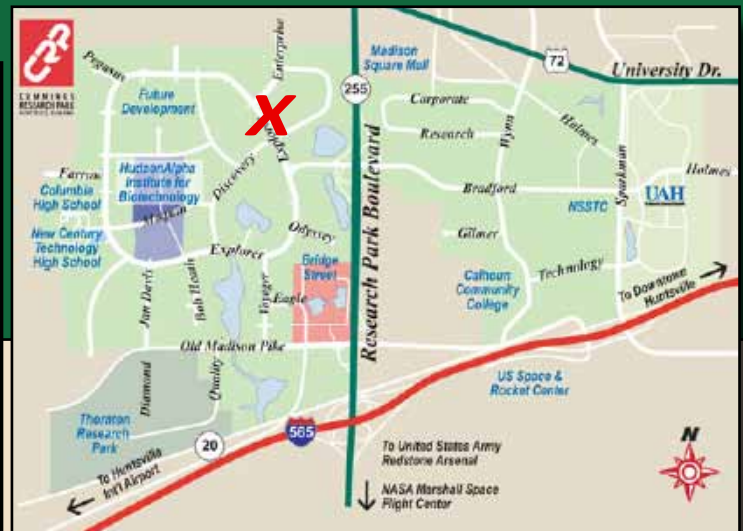 CUMMINGS
RESEARCH PARK
Pegasus
Enterprise
Future
Development
X
Explorer
Discovery
Madison
Square Mall
255
72
University Dr.
Corporate
Research
Wynn
Holmes
Sparkman
Holmes
Farrow
Columbia
High School
HudsonAlpha
Institute for
Biotechnology
Bradford
NSSTC
UAH
New Century
Technology
High School
Explorer
Odyssey
Gilmer
Bridge
Street
Calhoun
Community
College
Technology
To Downtown
Huntsville
Jan Davis
Bob Heath
Voyager
Eagle
Research Park Boulevard
Old Madison Pike
Diamond
Quality
US Space &
Rocket Center
Thornton
Research
Park
20
565
To Huntsville
Int'l Airport
To United States Army
Redstone Arsenal
NASA Marshall Space
Flight Center
N